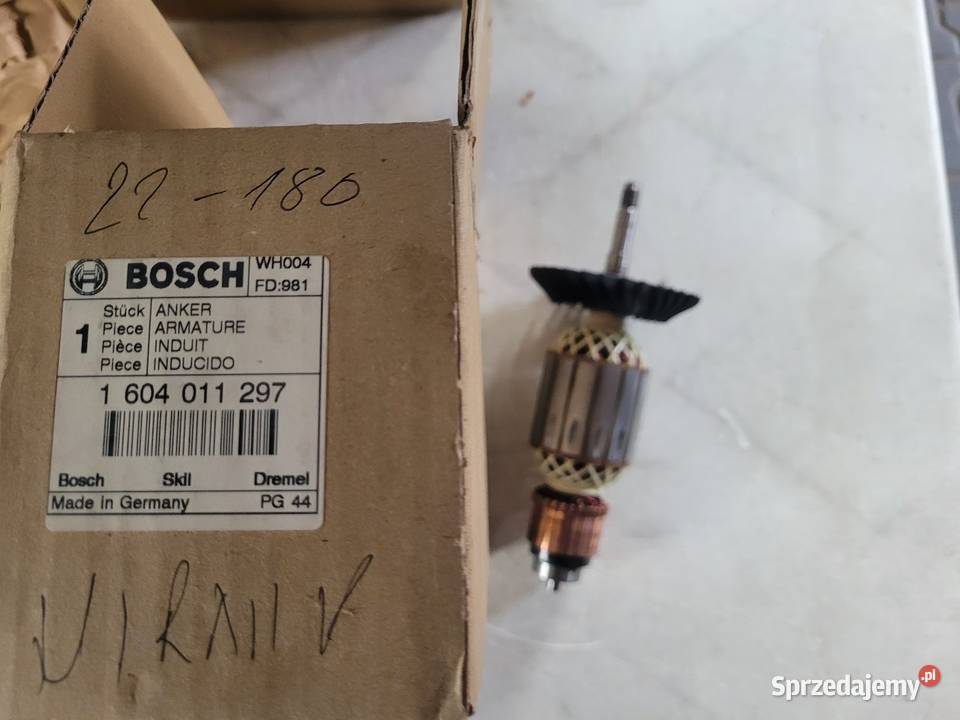 22-180
BOSCH
WH004
FD:981
1
Stück ANKER
Piece ARMATURE
Pièce INDUIT
Piece INDUCIDO
1 604 011 297
Bosch Skil Dremel
Made in Germany PG 44
Sprzedajemy.pl